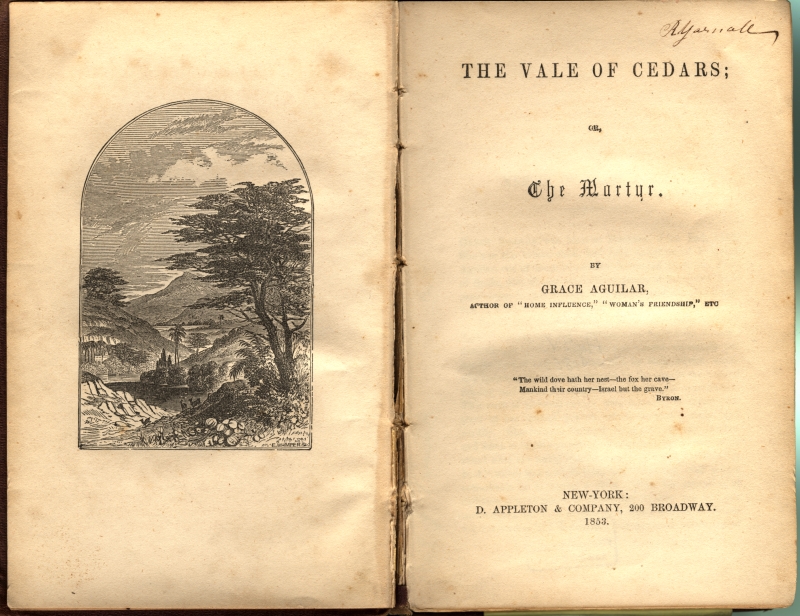 THE VALE OF CEDARS;
OR,
The Martyr.
BY
GRACE AGUILAR,
AUTHOR OF "HOME INFLUENCE," "WOMAN'S FRIENDSHIP," ETC
"The wild dove hath her nest—the fox her cave—
Mankind their country—Israel but the grave."
BYRON.
NEW-YORK:
D. APPLETON & COMPANY, 200 BROADWAY.
1853.